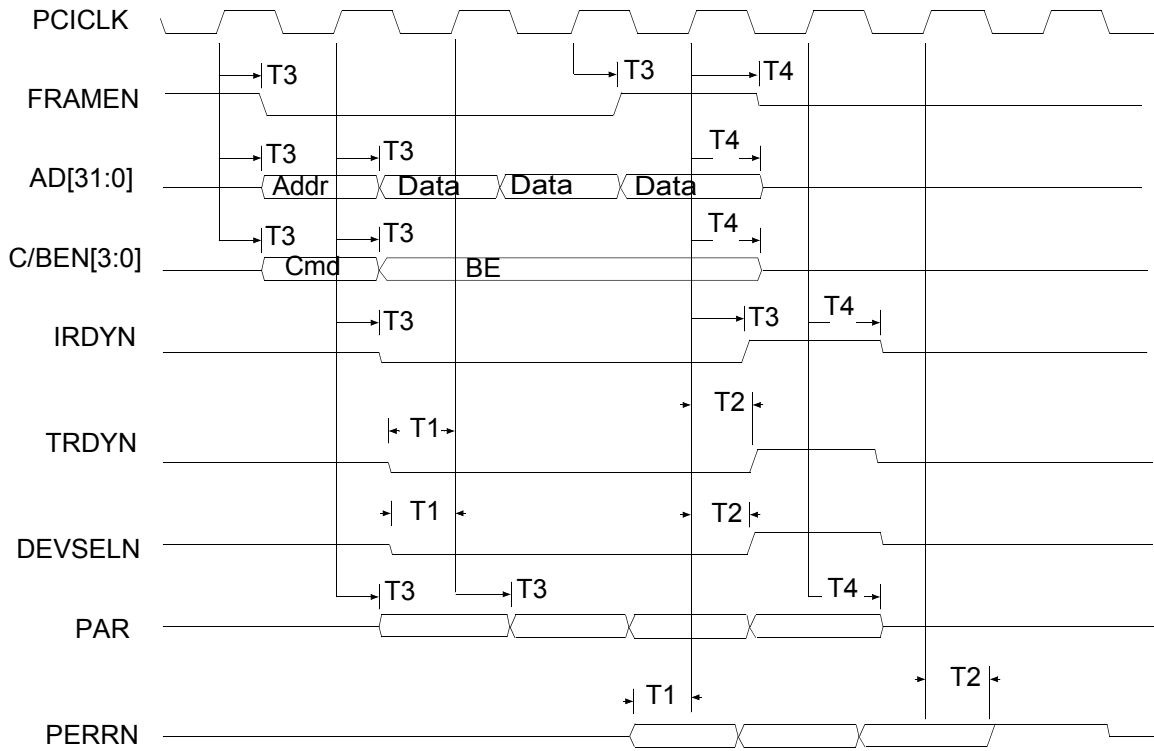 PCICLK
T3 T3 T4
FRAMEN
T3 T3 T4
AD[31:0] Addr Data Data Data
T3 T3 T4
C/BEN[3:0] Cmd BE
T3 T3 T4
IRDYN
T2
T1
TRDYN
T1 T2
DEVSELN
T3 T3 T4
PAR
T1 T2
PERRN